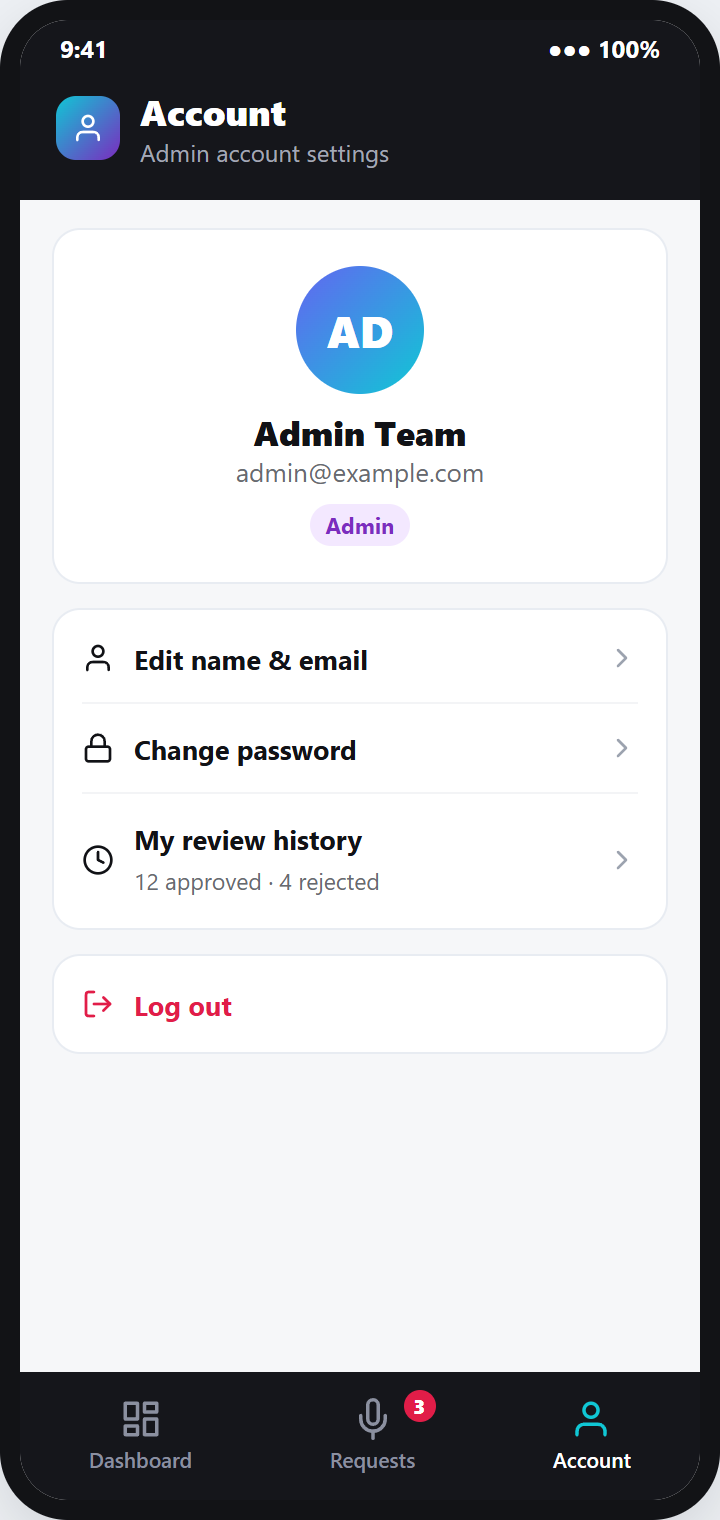 9:41
●●● 100%
Account
Admin account settings
AD
Admin Team
admin@example.com
Admin
Edit name & email
Change password
My review history
12 approved · 4 rejected
Log out
3
Dashboard
Requests
Account